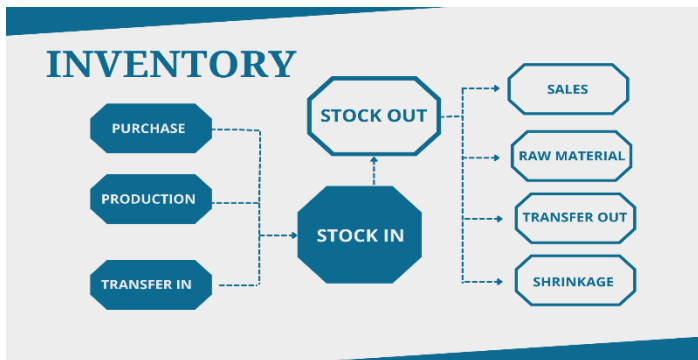 INVENTORY
PURCHASE
PRODUCTION
TRANSFER IN
STOCK IN
STOCK OUT
SALES
RAW MATERIAL
TRANSFER OUT
SHRINKAGE